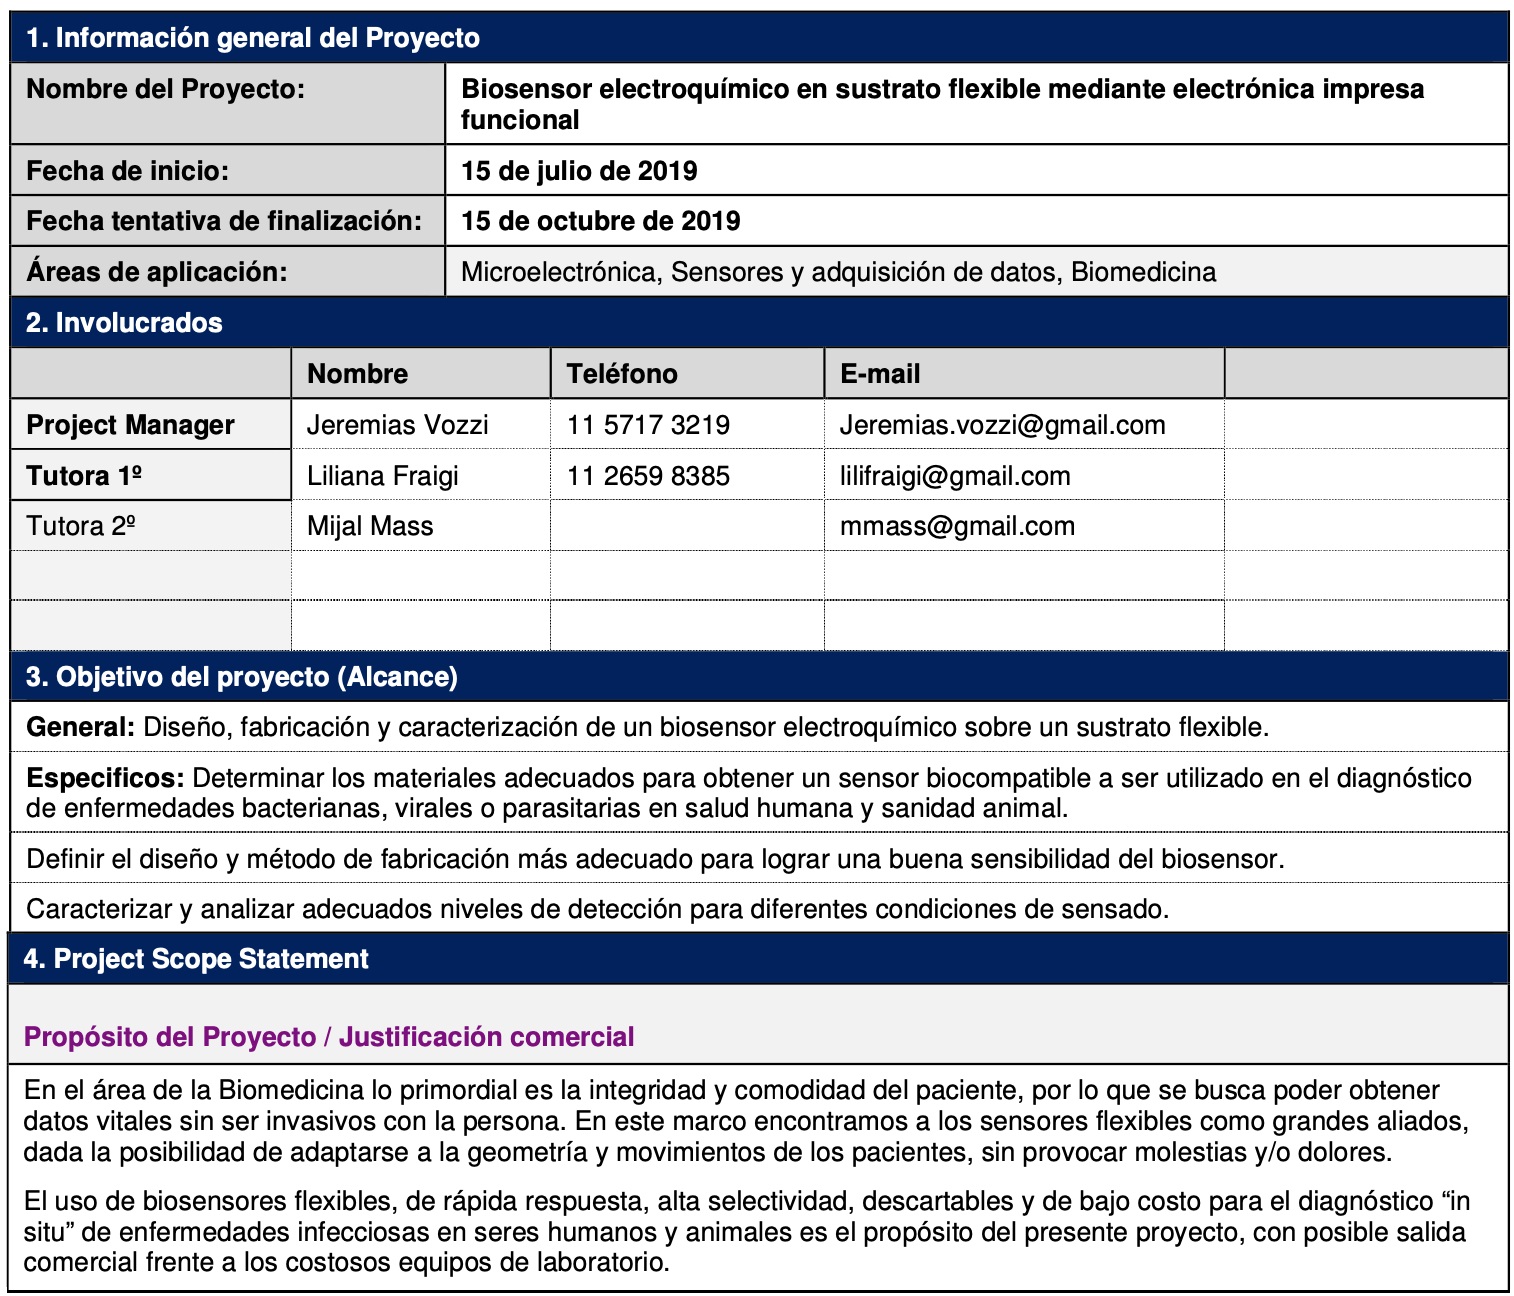 1. Información general del Proyecto
Nombre del Proyecto: Biosensor electroquímico en sustrato flexible mediante electrónica impresa
funcional
Fecha de inicio: 15 de julio de 2019
Fecha tentativa de finalización: 15 de octubre de 2019
Áreas de aplicación: Microelectrónica, Sensores y adquisición de datos, Biomedicina
2. Involucrados
Nombre Teléfono E-mail
Project Manager Jeremias Vozzi 11 5717 3219 Jeremias.vozzi@gmail.com
Tutora 1º Liliana Fraigi 11 2659 8385 lilifraigi@gmail.com
Tutora 2º Mijal Mass mmass@gmail.com
3. Objetivo del proyecto (Alcance)
General: Diseño, fabricación y caracterización de un biosensor electroquímico sobre un sustrato flexible.
Especificos: Determinar los materiales adecuados para obtener un sensor biocompatible a ser utilizado en el diagnóstico
de enfermedades bacterianas, virales o parasitarias en salud humana y sanidad animal.
Definir el diseño y método de fabricación más adecuado para lograr una buena sensibilidad del biosensor.
Caracterizar y analizar adecuados niveles de detección para diferentes condiciones de sensado.
4. Project Scope Statement
Propósito del Proyecto / Justificación comercial
En el área de la Biomedicina lo primordial es la integridad y comodidad del paciente, por lo que se busca poder obtener
datos vitales sin ser invasivos con la persona. En este marco encontramos a los sensores flexibles como grandes aliados,
dada la posibilidad de adaptarse a la geometría y movimientos de los pacientes, sin provocar molestias y/o dolores.
El uso de biosensores flexibles, de rápida respuesta, alta selectividad, descartables y de bajo costo para el diagnóstico “in
situ” de enfermedades infecciosas en seres humanos y animales es el propósito del presente proyecto, con posible salida
comercial frente a los costosos equipos de laboratorio.